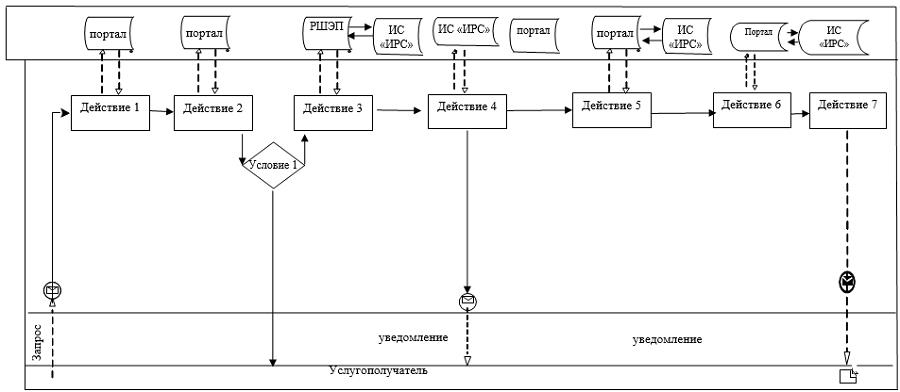 портал
портал
РШЭП
ИС
«ИРС»
ИС «ИРС»
портал
портал
ИС
«ИРС»
Портал
ИС
«ИРС»
Действие 1
Действие 2
Действие 3
Действие 4
Действие 5
Действие 6
Действие 7
Условие 1
Запрос
уведомление
уведомление
Услугополучатель